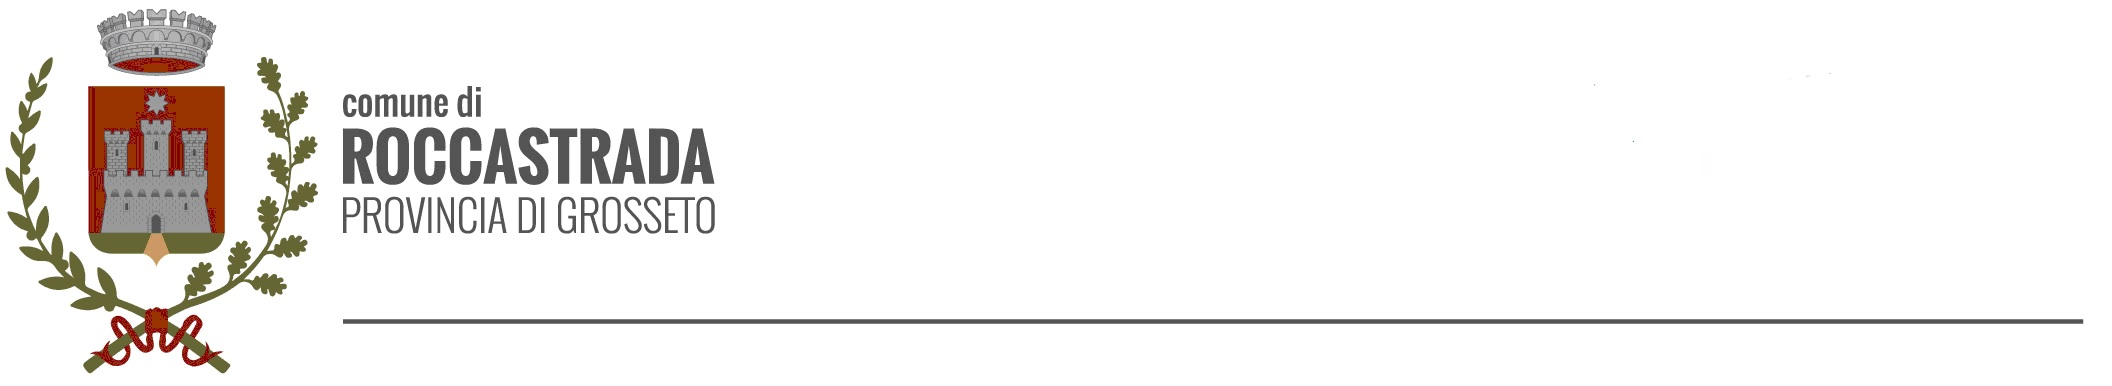 comune di
ROCCASTRADA
PROVINCIA DI GROSSETO